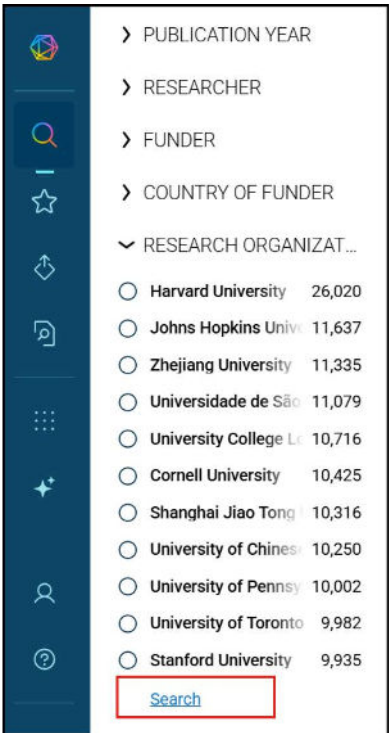 PUBLICATION YEAR
RESEARCHER
FUNDER
COUNTRY OF FUNDER
RESEARCH ORGANIZAT...
Harvard University 26,020
Johns Hopkins 11,637
Zhejiang University 11,335
Universidade de São 11,079
University College 10,716
Cornell University 10,425
Shanghai Jiao Tong 10,316
University of 10,250
University of 10,002
University of Toronto 9,982
Stanford University 9,935
Search